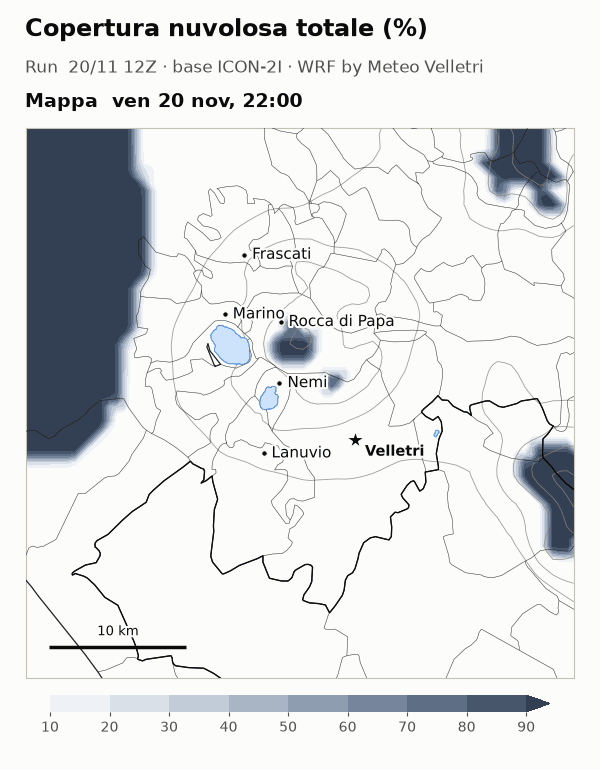 Copertura nuvolosa totale (%)
Run  20/11 12Z · base ICON-2I · WRF by Meteo Velletri
Mappa  ven 20 nov, 22:00
Frascati
Marino
Rocca di Papa
Nemi
Velletri
Lanuvio
10 km
10 20 30 40 50 60 70 80 90